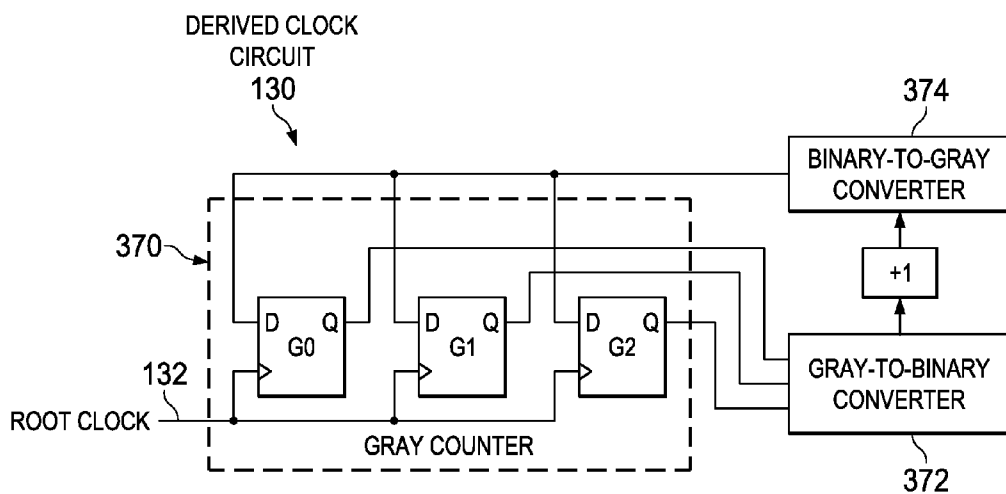 DERIVED CLOCK
CIRCUIT
130
374
BINARY-TO-GRAY
CONVERTER
370
+1
D Q
G0
D Q
G1
D Q
G2
GRAY-TO-BINARY
CONVERTER
132
ROOT CLOCK
GRAY COUNTER
372